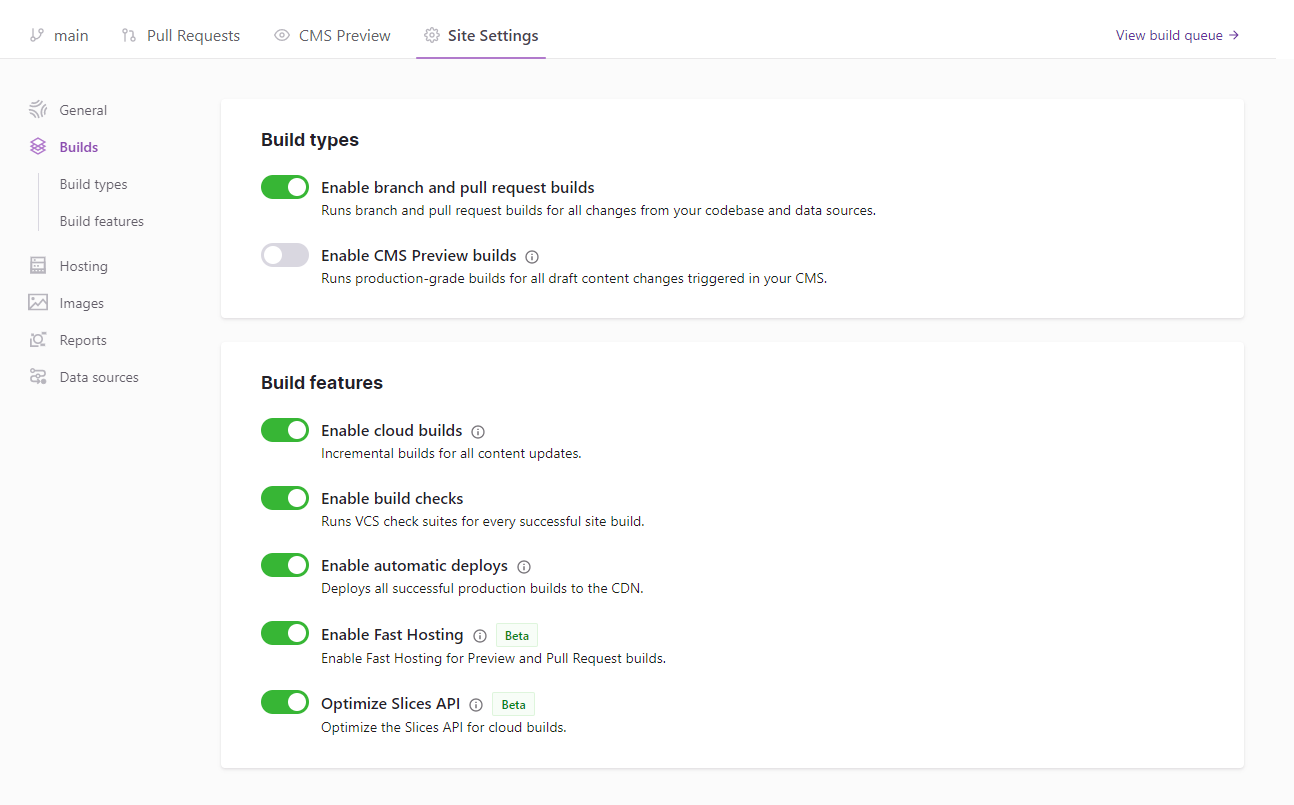 main
Pull Requests
CMS Preview
Site Settings
View build queue →
General
Builds
Build types
Build features
Hosting
Images
Reports
Data sources
Build types
Enable branch and pull request builds
Runs branch and pull request builds for all changes from your codebase and data sources.
Enable CMS Preview builds
Runs production-grade builds for all draft content changes triggered in your CMS.
Build features
Enable cloud builds
Incremental builds for all content updates.
Enable build checks
Runs VCS check suites for every successful site build.
Enable automatic deploys
Deploys all successful production builds to the CDN.
Enable Fast Hosting Beta
Enable Fast Hosting for Preview and Pull Request builds.
Optimize Slices API Beta
Optimize the Slices API for cloud builds.